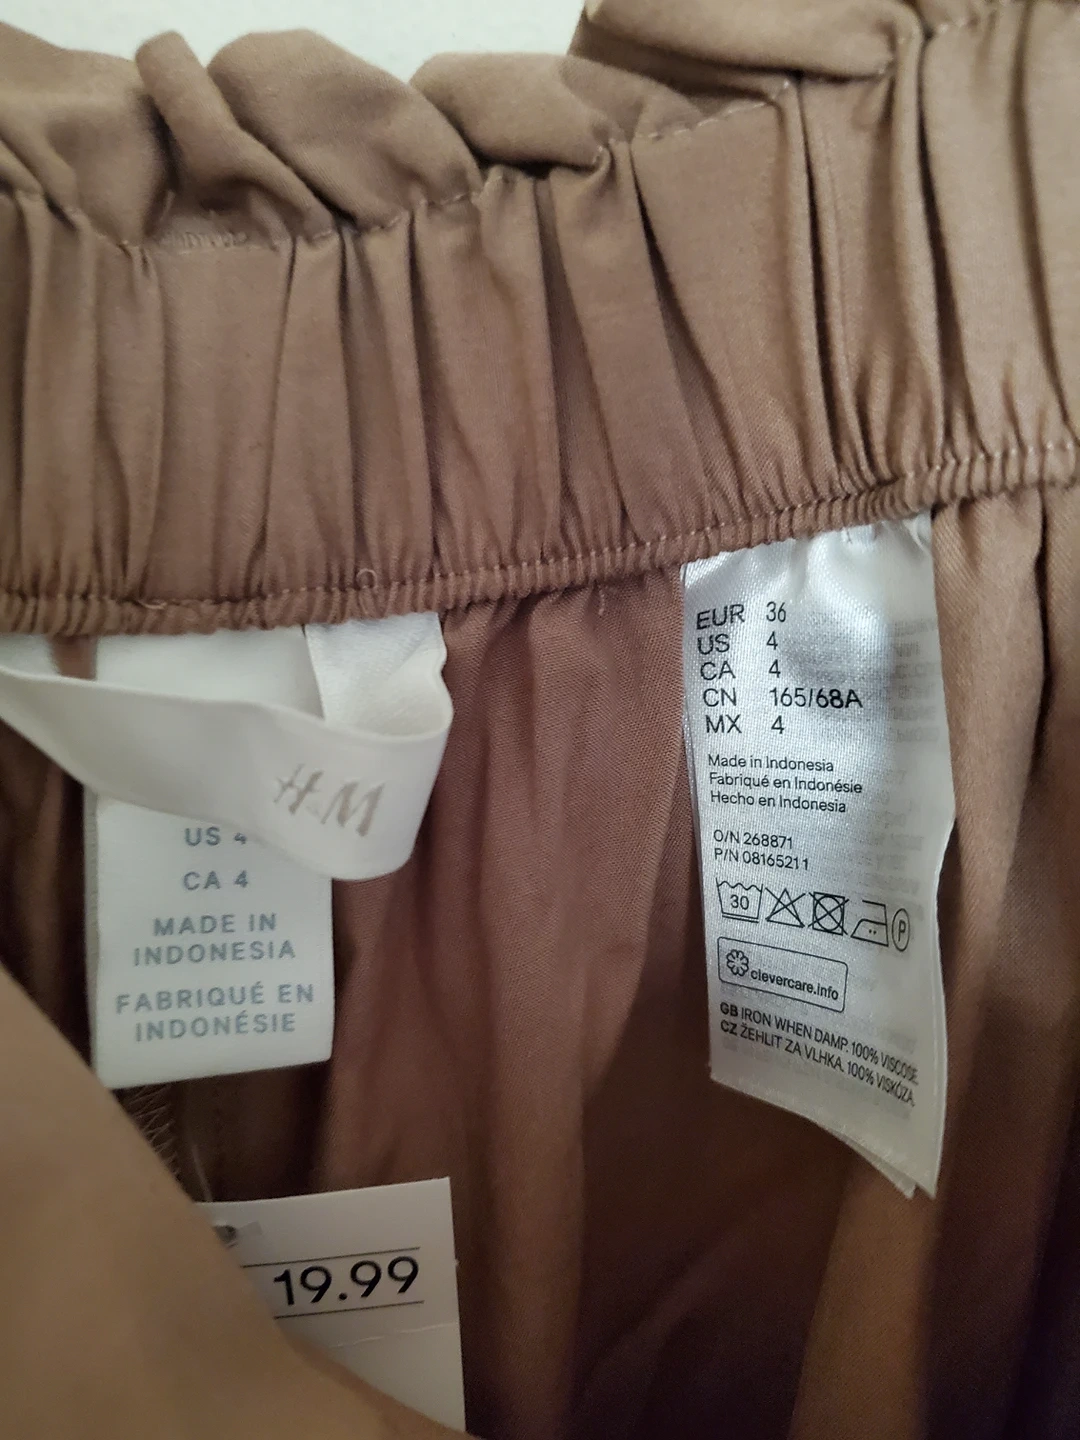 H&M
US 4
CA 4
MADE IN
INDONESIA
FABRIQUÉ EN
INDONÉSIE
EUR 36
US 4
CA 4
CN 165/68A
MX 4
Made in Indonesia
Fabriqué en Indonésie
Hecho en Indonesia
O/N 268871
P/N 08165211
30
P
clevercare.info
GB IRON WHEN DAMP. 100% VISCOSE.
CZ ŽEHLIT ZA VLHKA. 100% VISKÓZA.
19.99